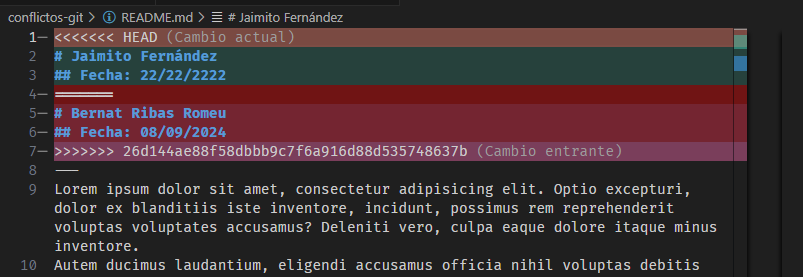 conflictos-git > README.md > # Jaimito Fernández
1 <<<<<<< HEAD (Cambio actual)
2 # Jaimito Fernández
3 ## Fecha: 22/22/2222
4 =======
5 # Bernat Ribas Romeu
6 ## Fecha: 08/09/2024
7 >>>>>>> 26d144ae88f58dbbb9c7f6a916d88d535748637b (Cambio entrante)
8 ---
9 Lorem ipsum dolor sit amet, consectetur adipisicing elit. Optio excepturi,
dolor ex blanditiis iste inventore, incidunt, possimus rem reprehenderit
voluptas voluptates accusamus? Deleniti vero, culpa eaque dolore itaque minus
inventore.
10 Autem ducimus laudantium, eligendi accusamus officia nihil voluptas debitis